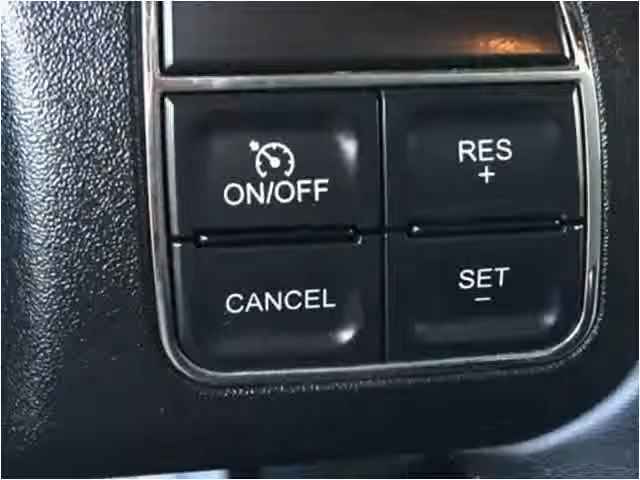 ON/OFF
RES
+
CANCEL
SET
-